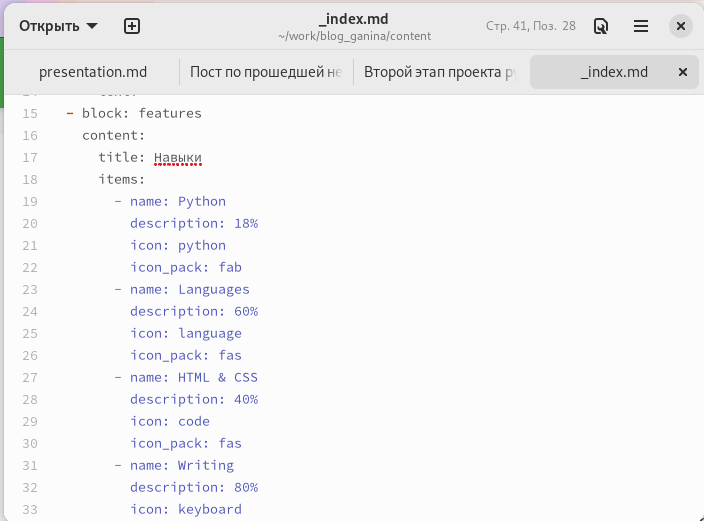 Открыть
_index.md
~/work/blog_ganina/content
Стр. 41, Поз. 28
presentation.md
Пост по прошедшей не
Второй этап проекта
_index.md
15 - block: features
16 content:
17 title: Навыки
18 items:
19 - name: Python
20 description: 18%
21 icon: python
22 icon_pack: fab
23 - name: Languages
24 description: 60%
25 icon: language
26 icon_pack: fas
27 - name: HTML & CSS
28 description: 40%
29 icon: code
30 icon_pack: fas
31 - name: Writing
32 description: 80%
33 icon: keyboard